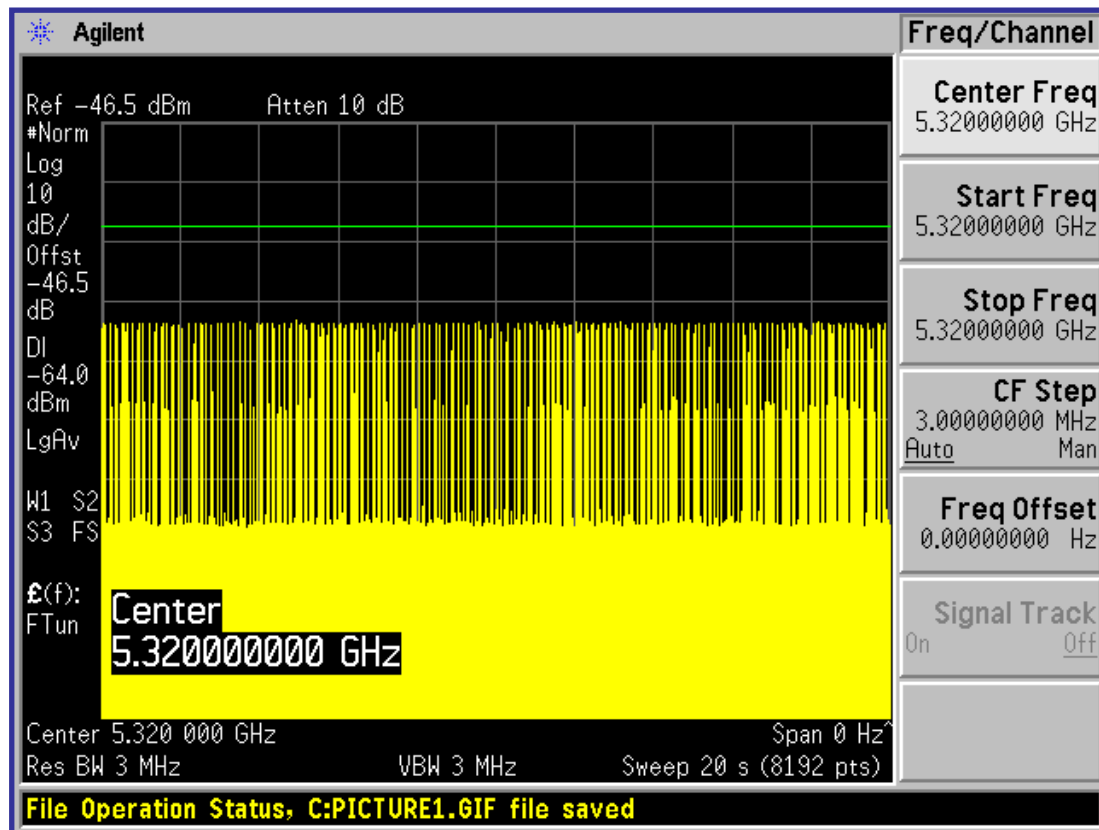 Agilent
Freq/Channel
Ref -46.5 dBm Atten 10 dB
#Norm
Log
10
dB/
Offst
-46.5
dB
DI
-64.0
dBm
LgAv
W1 S2
S3 FS
£(f):
FTun
Center
5.320000000 GHz
Center 5.320 000 GHz Span 0 Hz^
Res BW 3 MHz VBW 3 MHz Sweep 20 s (8192 pts)
File Operation Status, C:PICTURE1.GIF file saved
Center Freq
5.32000000 GHz
Start Freq
5.32000000 GHz
Stop Freq
5.32000000 GHz
CF Step
3.00000000 MHz
Auto Man
Freq Offset
0.00000000 Hz
Signal Track
On Off